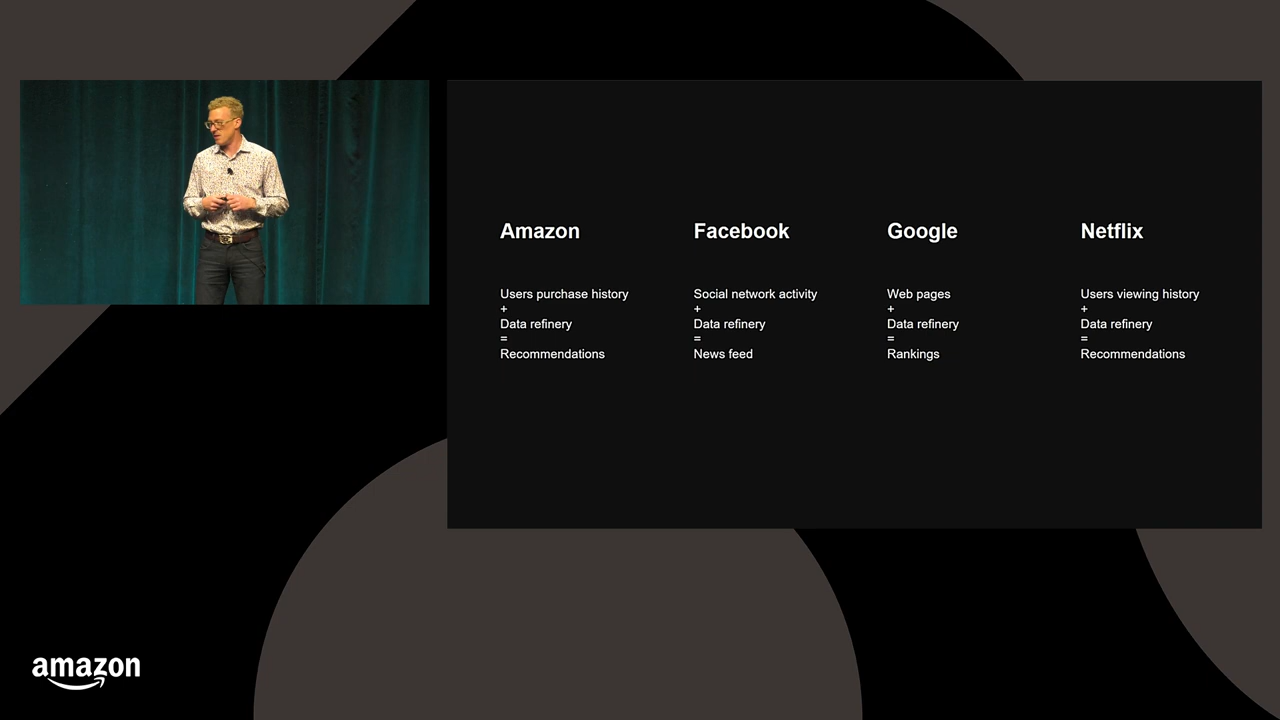 Amazon
Users purchase history
+
Data refinery
=
Recommendations
Facebook
Social network activity
+
Data refinery
=
News feed
Google
Web pages
+
Data refinery
=
Rankings
Netflix
Users viewing history
+
Data refinery
=
Recommendations
amazon